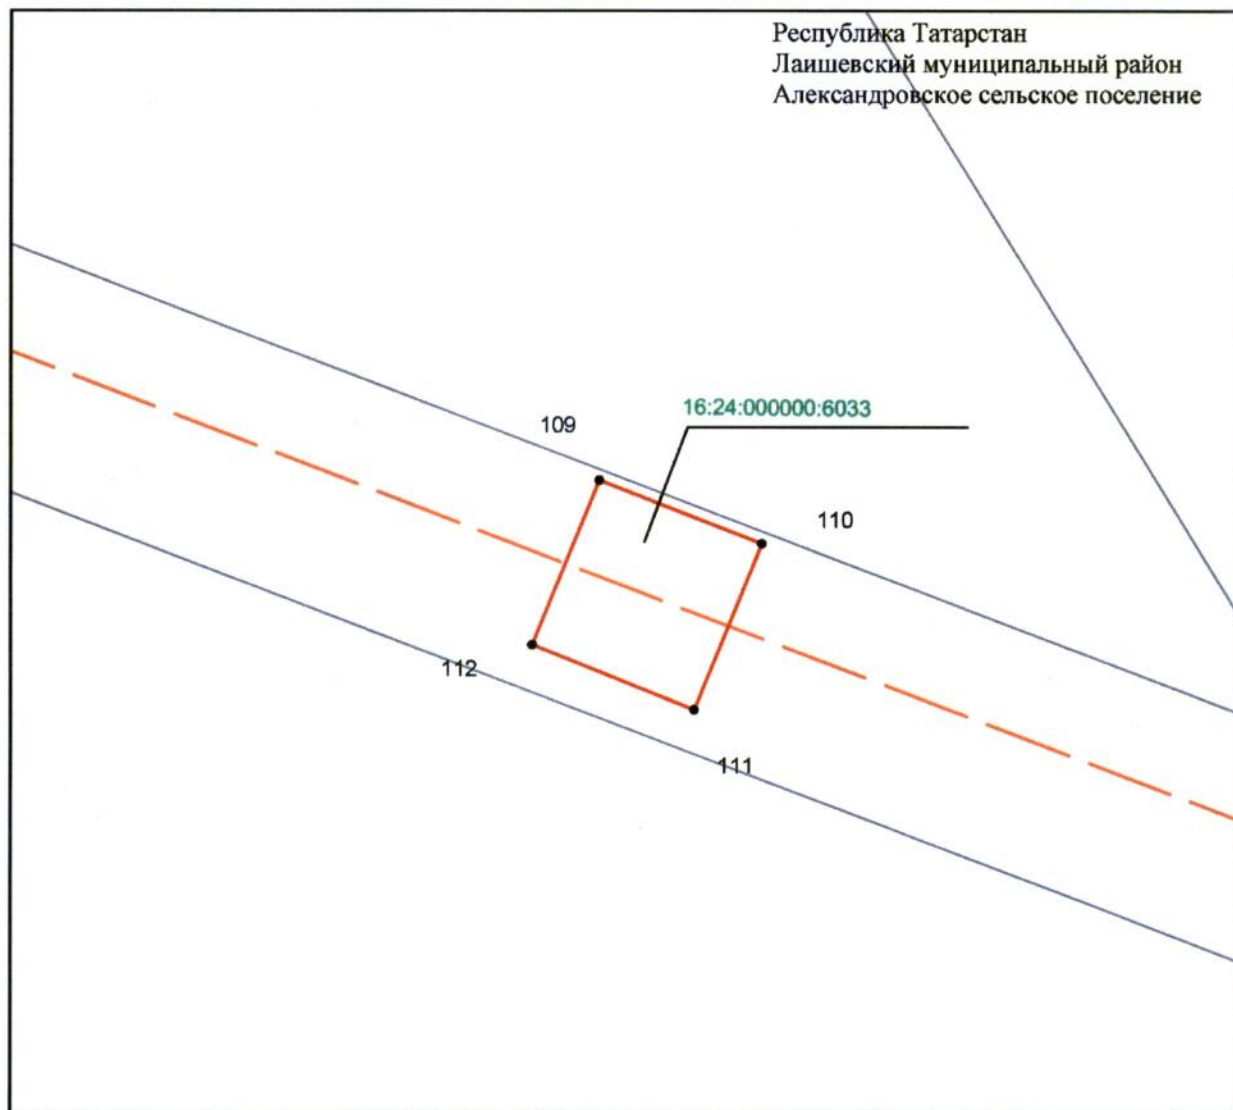 Республика Татарстан
Лаишевский муниципальный район
Александровское сельское поселение
16:24:000000:6033
109
110
112
111